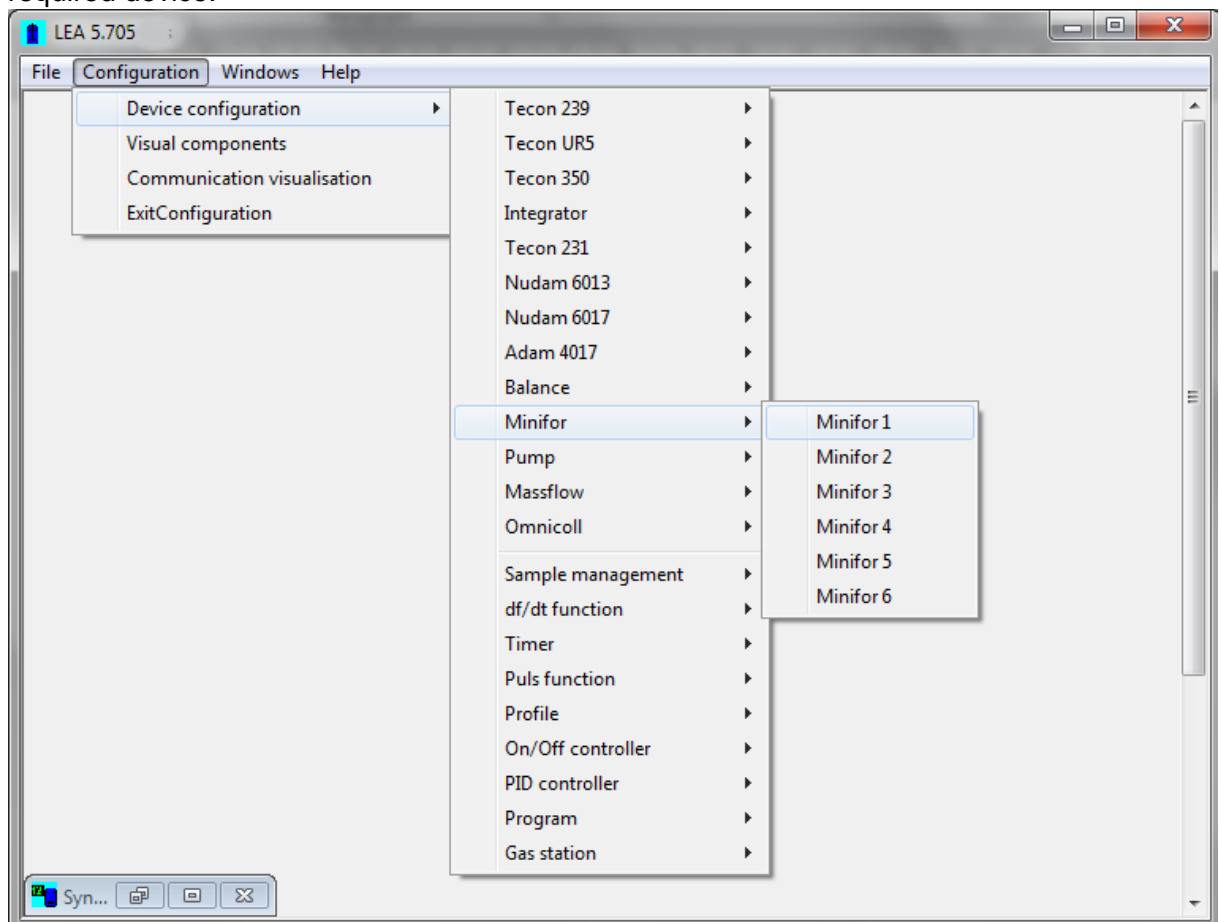 required device.
LEA 5.705
File Configuration Windows Help
Device configuration
Visual components
Communication visualisation
ExitConfiguration
Tecon 239
Tecon UR5
Tecon 350
Integrator
Tecon 231
Nudam 6013
Nudam 6017
Adam 4017
Balance
Minifor
Pump
Massflow
Omnicoll
Sample management
df/dt function
Timer
Puls function
Profile
On/Off controller
PID controller
Program
Gas station
Minifor 1
Minifor 2
Minifor 3
Minifor 4
Minifor 5
Minifor 6
Syn...